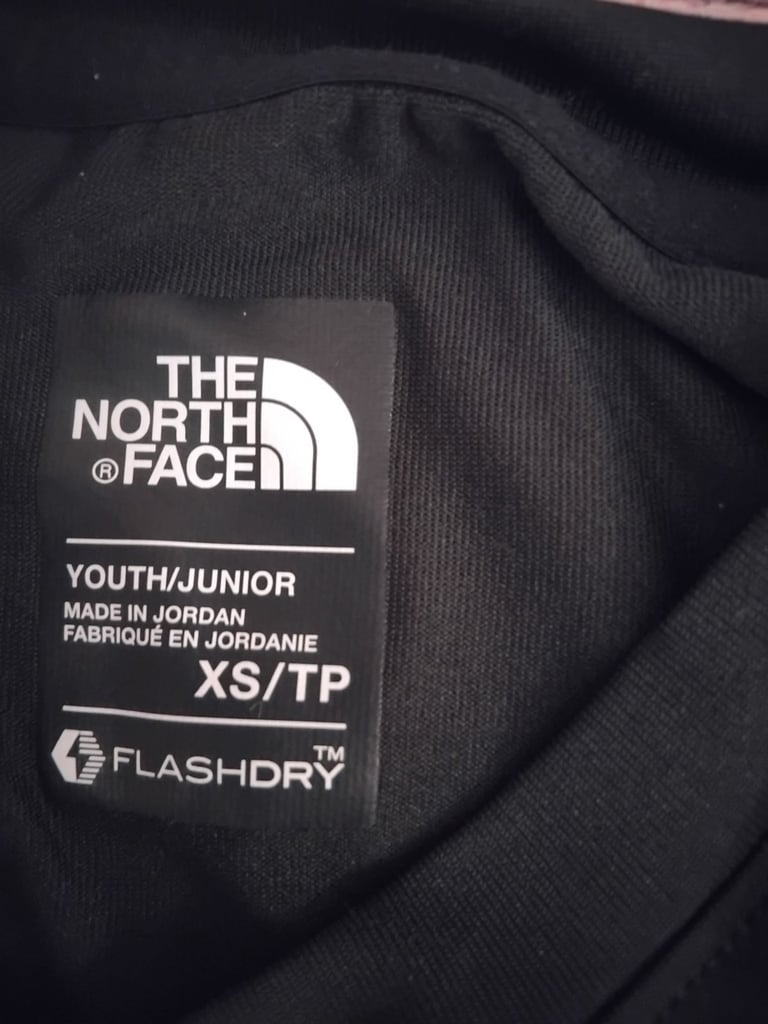 THE
NORTH
® FACE
YOUTH/JUNIOR
MADE IN JORDAN
FABRIQUÉ EN JORDANIE
XS/TP
FLASHDRY™